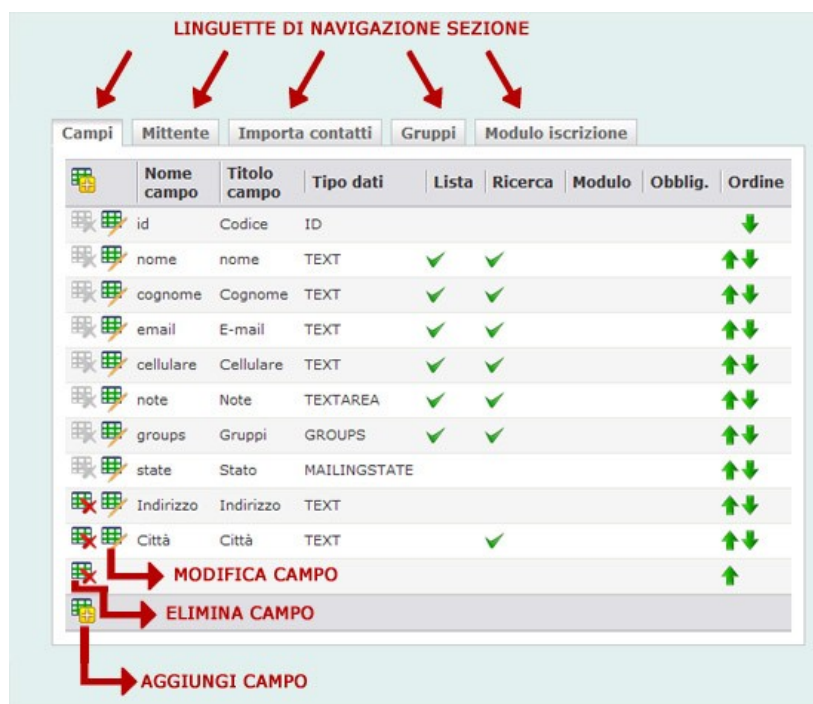 LINGUETTE DI NAVIGAZIONE SEZIONE
Campi Mittente Importa contatti Gruppi Modulo iscrizione
Nome campo Titolo campo Tipo dati Lista Ricerca Modulo Obblig. Ordine
id Codice ID
nome nome TEXT
cognome Cognome TEXT
email E-mail TEXT
cellulare Cellulare TEXT
note Note TEXTAREA
groups Gruppi GROUPS
state Stato MAILINGSTATE
Indirizzo Indirizzo TEXT
Città Città TEXT
MODIFICA CAMPO
ELIMINA CAMPO
AGGIUNGI CAMPO